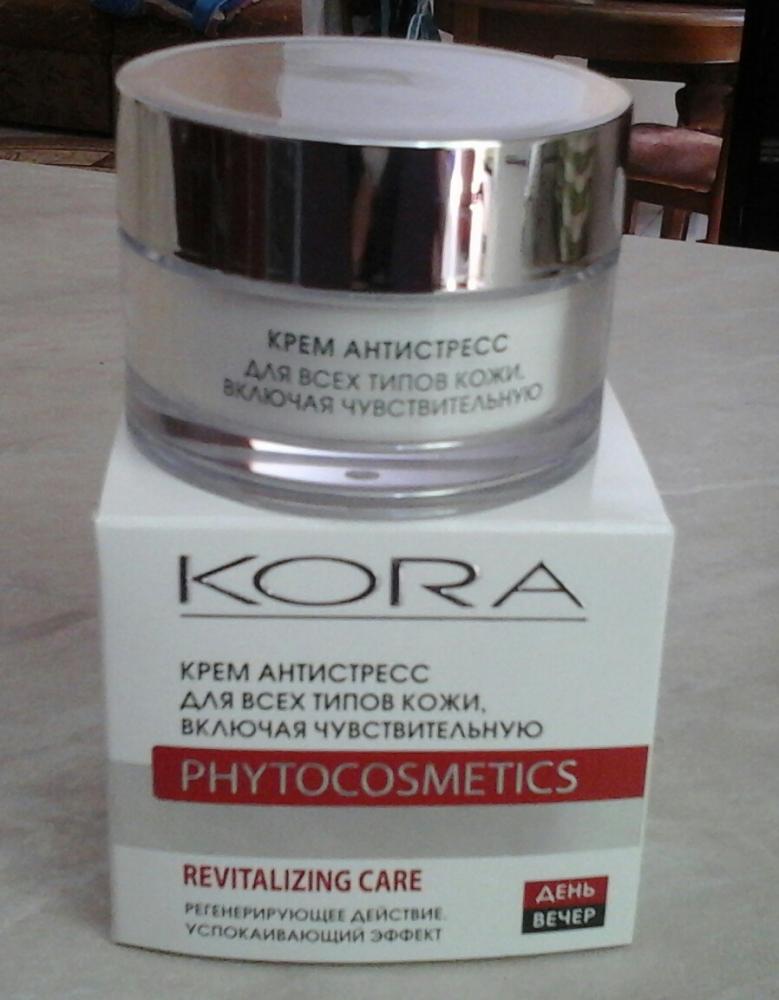 КРЕМ АНТИСТРЕСС
ДЛЯ ВСЕХ ТИПОВ КОЖИ,
ВКЛЮЧАЯ ЧУВСТВИТЕЛЬНУЮ
KORA
КРЕМ АНТИСТРЕСС
ДЛЯ ВСЕХ ТИПОВ КОЖИ,
ВКЛЮЧАЯ ЧУВСТВИТЕЛЬНУЮ
PHYTOCOSMETICS
REVITALIZING CARE
РЕГЕНЕРИРУЮЩЕЕ ДЕЙСТВИЕ.
УСПОКАИВАЮЩИЙ ЭФФЕКТ
ДЕНЬ
ВЕЧЕР